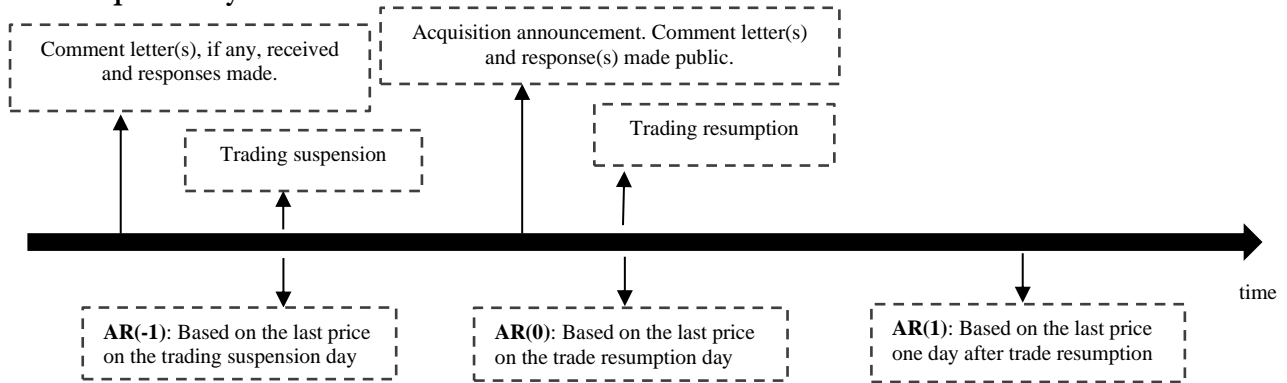 Comment letter(s), if any, received
and responses made.
Acquisition announcement. Comment letter(s)
and response(s) made public.
Trading suspension
Trading resumption
time
AR(-1): Based on the last price
on the trading suspension day
AR(0): Based on the last price
on the trade resumption day
AR(1): Based on the last price
one day after trade resumption